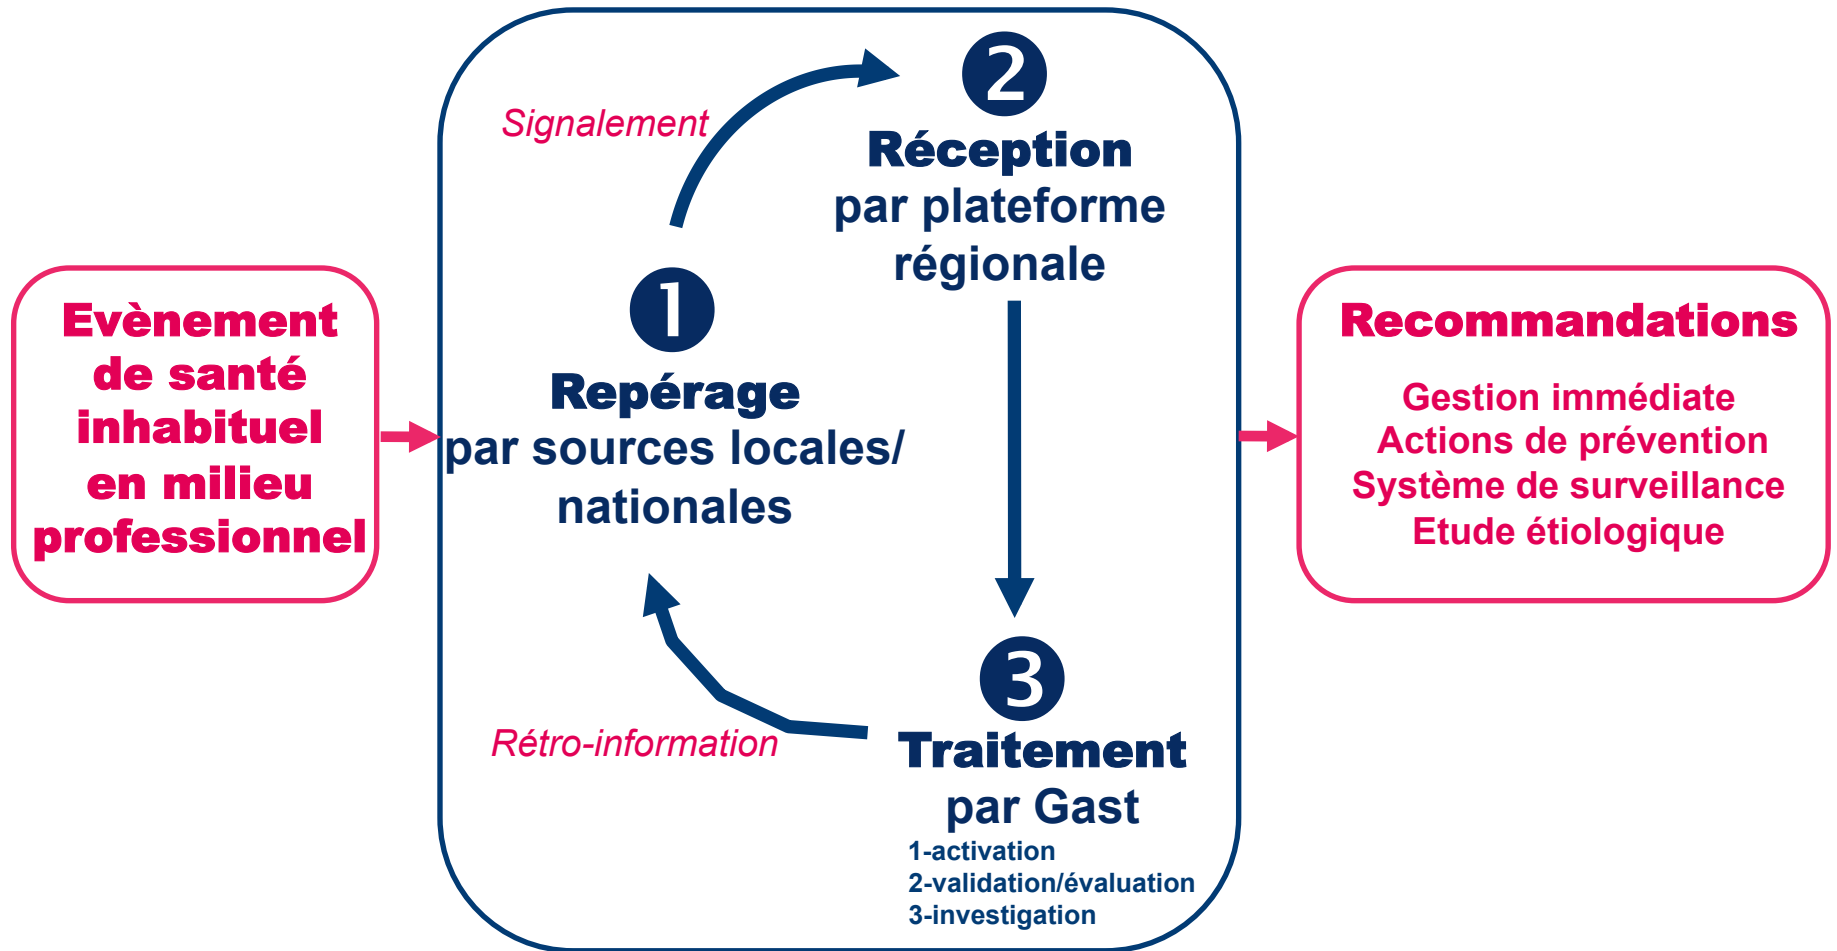 Evènement
de santé
inhabituel
en milieu
professionnel
Signalement
1
Repérage
par sources locales/
nationales
2
Réception
par plateforme
régionale
3
Traitement
par Gast
1-activation
2-validation/évaluation
3-investigation
Rétro-information
Recommandations
Gestion immédiate
Actions de prévention
Système de surveillance
Etude étiologique